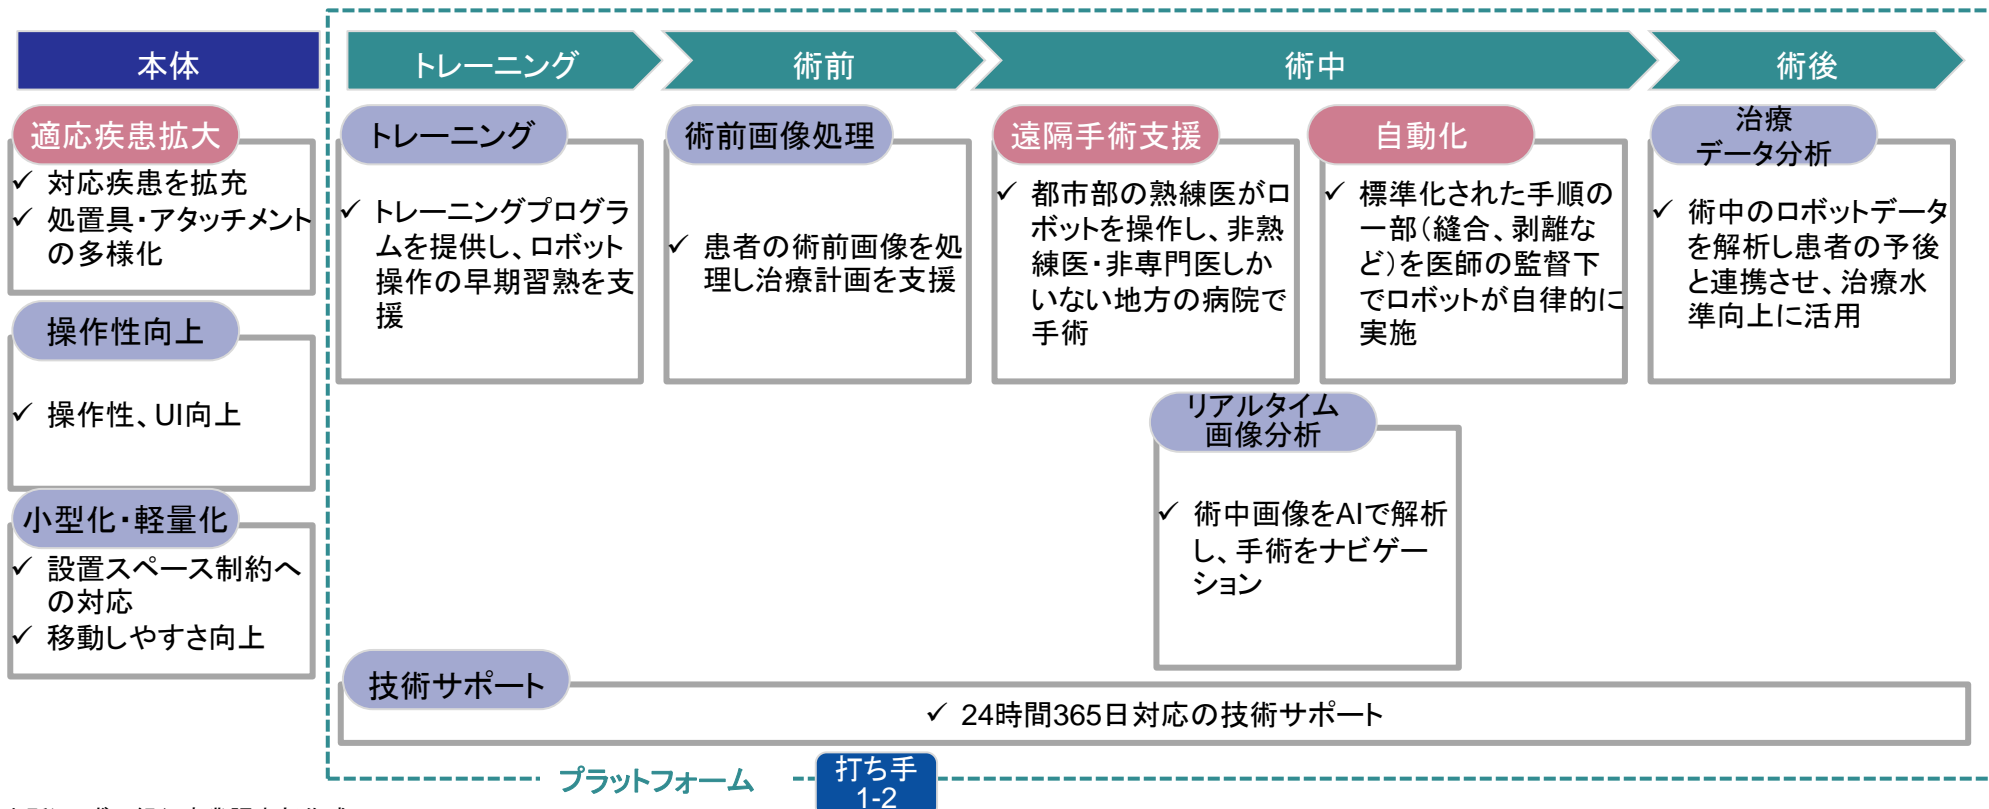 本体
トレーニング
術前
術中
術後
適応疾患拡大
✓ 対応疾患を拡充
✓ 処置具・アタッチメント
の多様化
操作性向上
✓ 操作性、UI向上
小型化・軽量化
✓ 設置スペース制約へ
の対応
✓ 移動しやすさ向上
トレーニング
✓ トレーニングプログラ
ムを提供し、ロボット
操作の早期習熟を支
援
術前画像処理
✓ 患者の術前画像を処
理し治療計画を支援
遠隔手術支援
✓ 都市部の熟練医がロ
ボットを操作し、非熟
練医・非専門医しか
いない地方の病院で
手術
自動化
✓ 標準化された手順の
一部（縫合、剥離な
ど）を医師の監督下
でロボットが自律的に
実施
リアルタイム
画像分析
✓ 術中画像をAIで解析
し、手術をナビゲー
ション
治療
データ分析
✓ 術中のロボットデータ
を解析し患者の予後
と連携させ、治療水
準向上に活用
技術サポート
✓ 24時間365日対応の技術サポート
プラットフォーム
打ち手
1-2